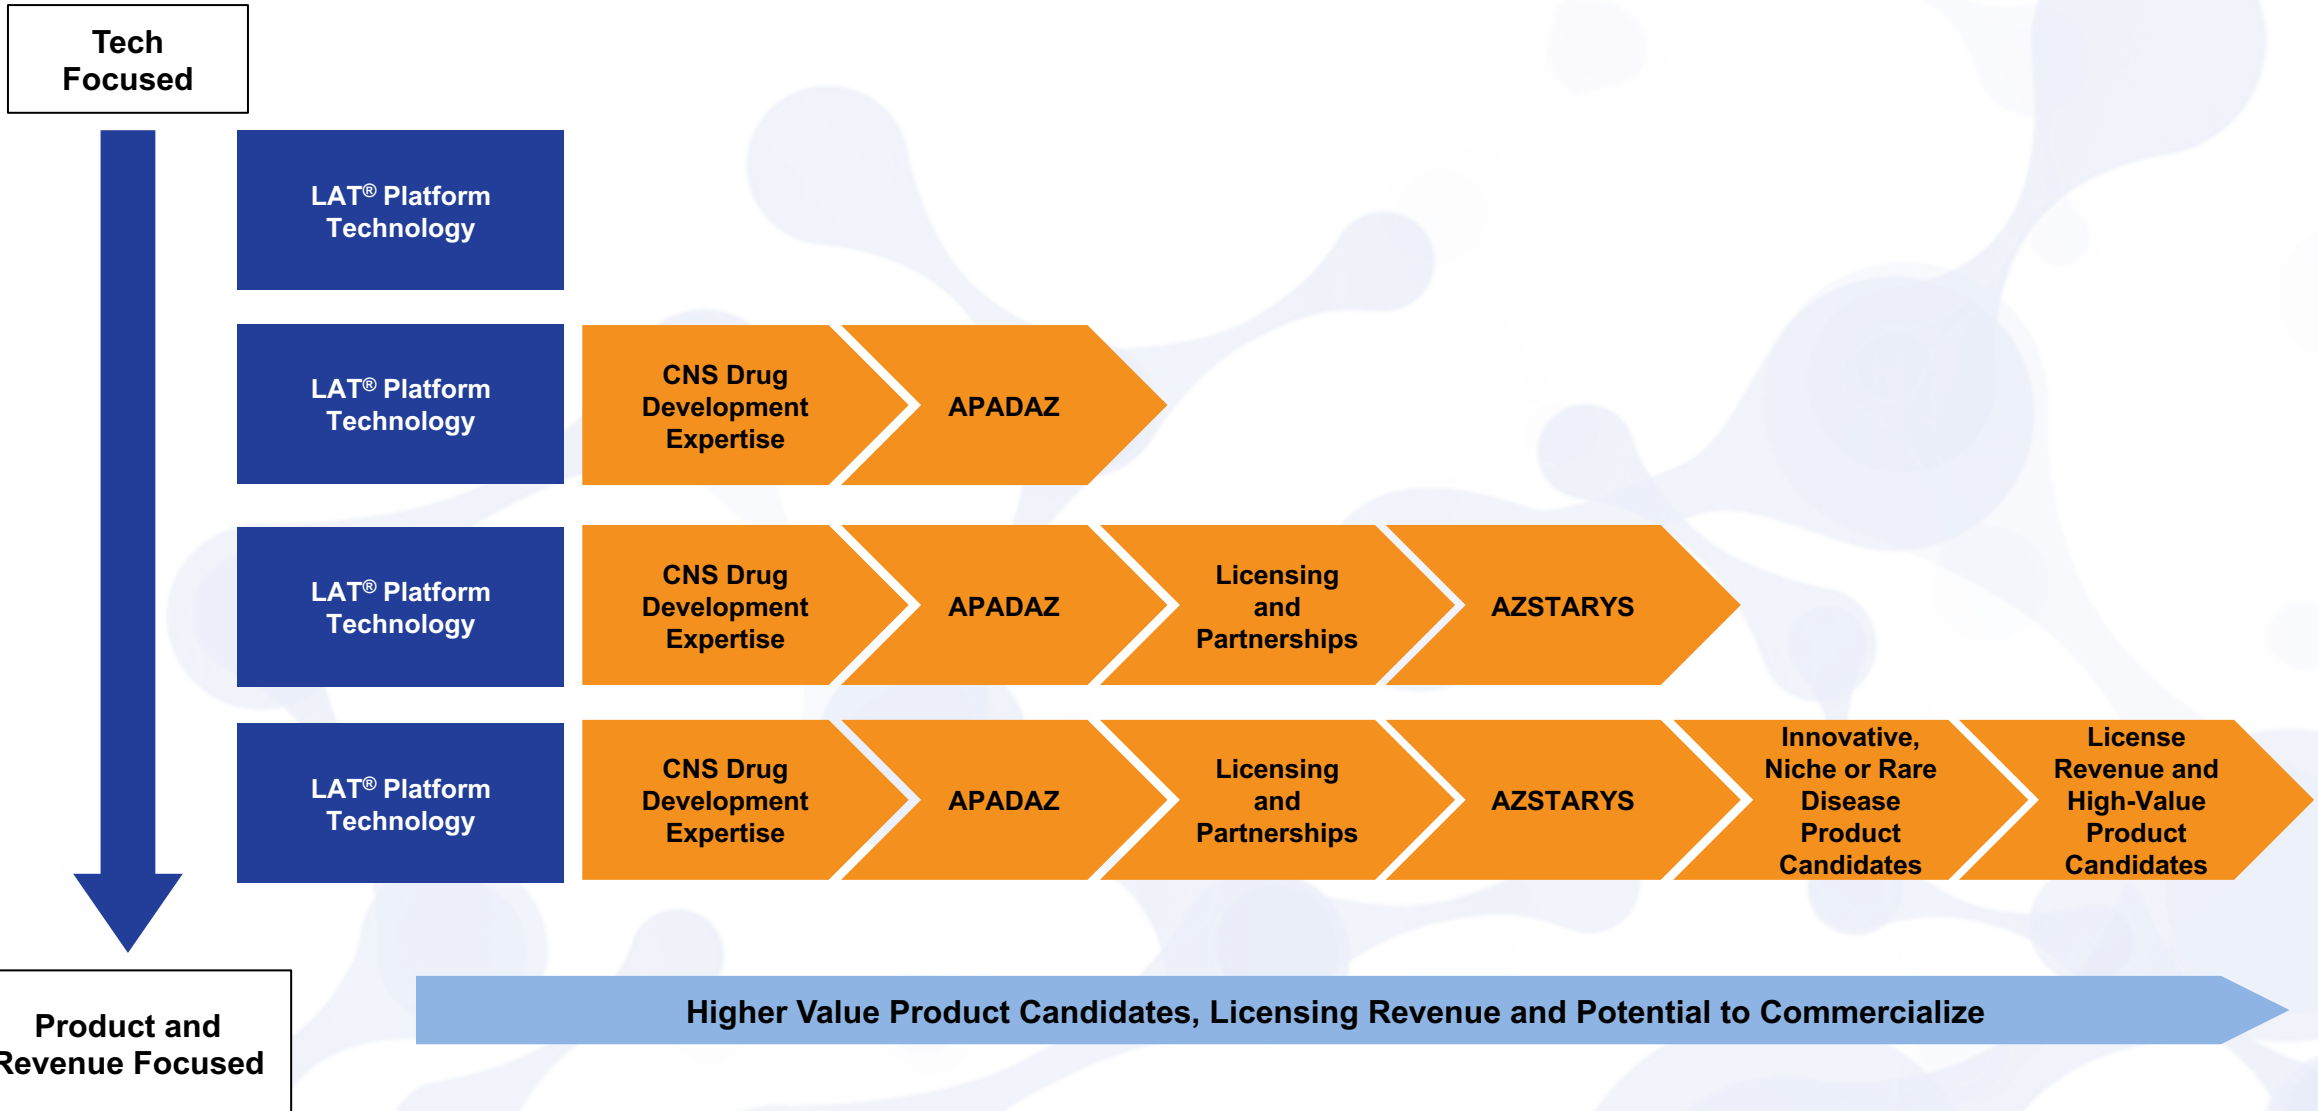 Tech
Focused
LAT® Platform
Technology
LAT® Platform
Technology
CNS Drug
Development
Expertise
APADAZ
LAT® Platform
Technology
CNS Drug
Development
Expertise
APADAZ
Licensing
and
Partnerships
AZSTARYS
LAT® Platform
Technology
CNS Drug
Development
Expertise
APADAZ
Licensing
and
Partnerships
AZSTARYS
Innovative,
Niche or Rare
Disease
Product
Candidates
License
Revenue and
High-Value
Product
Candidates
Product and
Revenue Focused
Higher Value Product Candidates, Licensing Revenue and Potential to Commercialize